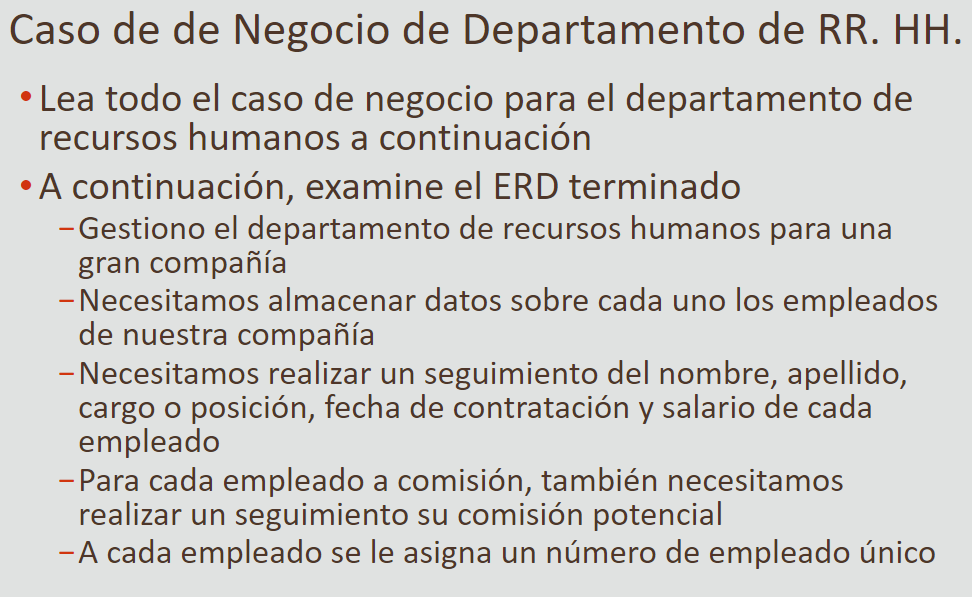 Caso de de Negocio de Departamento de RR. HH.
•Lea todo el caso de negocio para el departamento de
recursos humanos a continuación
•A continuación, examine el ERD terminado
–Gestiono el departamento de recursos humanos para una
gran compañía
–Necesitamos almacenar datos sobre cada uno los empleados
de nuestra compañía
–Necesitamos realizar un seguimiento del nombre, apellido,
cargo o posición, fecha de contratación y salario de cada
empleado
–Para cada empleado a comisión, también necesitamos
realizar un seguimiento su comisión potencial
–A cada empleado se le asigna un número de empleado único